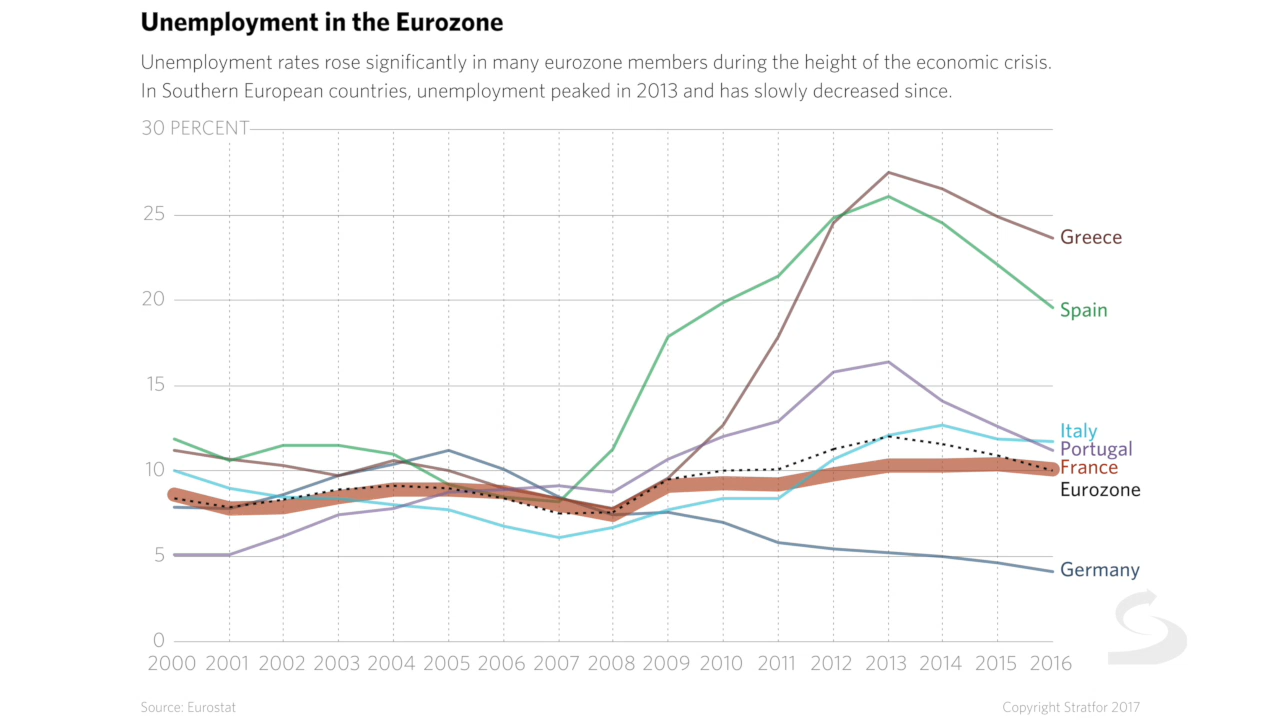 Unemployment in the Eurozone
Unemployment rates rose significantly in many eurozone members during the height of the economic crisis.
In Southern European countries, unemployment peaked in 2013 and has slowly decreased since.
30 PERCENT
25
20
15
10
5
0
Greece
Spain
Italy
Portugal
France
Eurozone
Germany
2000 2001 2002 2003 2004 2005 2006 2007 2008 2009 2010 2011 2012 2013 2014 2015 2016
Source: Eurostat
Copyright Stratfor 2017